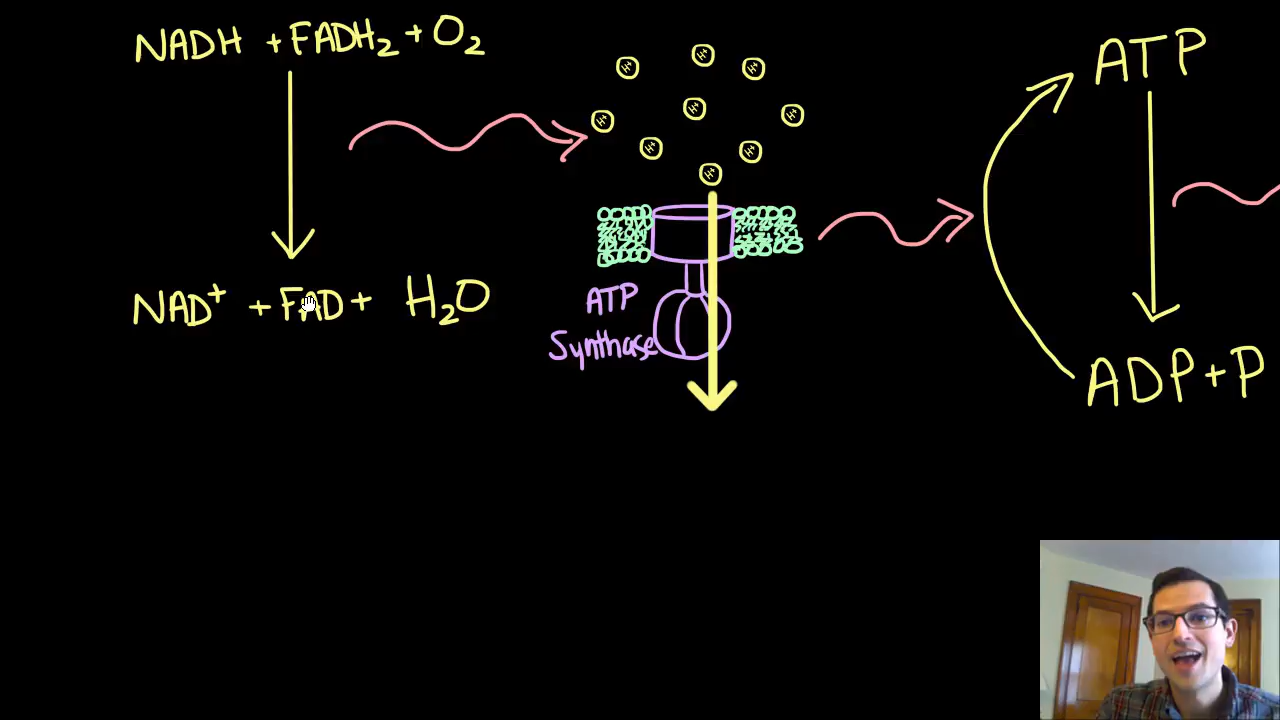 NADH + FADH₂ + O₂
NAD⁺ + FAD + H₂O
H⁺
H⁺
H⁺
H⁺
H⁺
H⁺
H⁺
H⁺
H⁺
ATP
Synthase
ATP
ADP + P